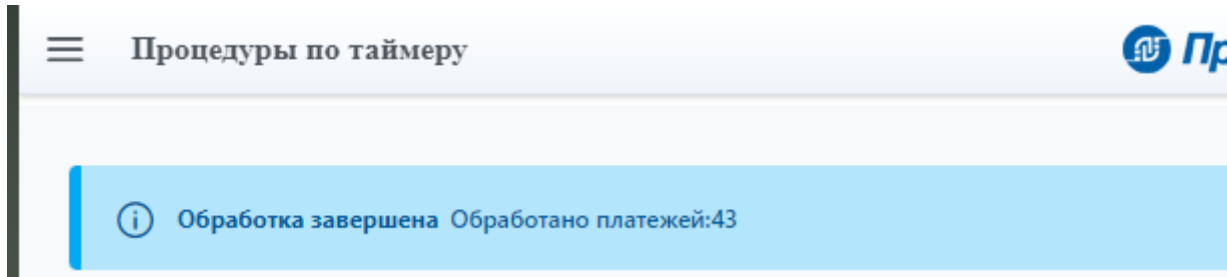 Процедуры по таймеру
Обработка завершена Обработано платежей:43